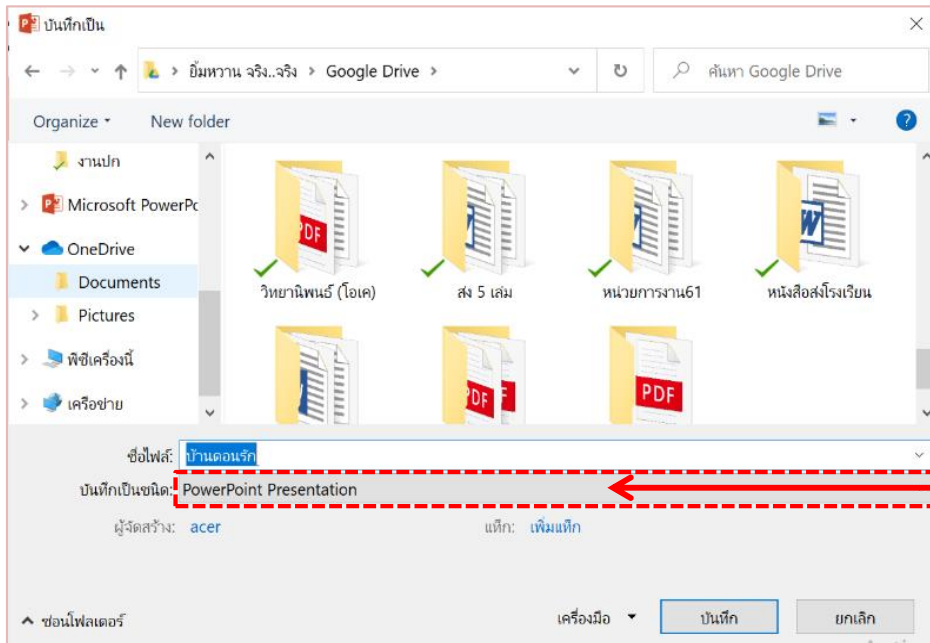 บันทึกเป็น
ยิ้มหวาน จริง..จริง › Google Drive ›
ค้นหา Google Drive
Organize
New folder
?
งานปก
Microsoft PowerPc
OneDrive
Documents
Pictures
พีซีเครื่องนี้
เครือข่าย
PDF
W
W
W
วิทยานิพนธ์ (โอเค)
ส่ง 5 เล่ม
หน่วยการงาน61
หนังสือส่งโรงเรียน
W
PDF
PDF
ชื่อไฟล์: บ้านดอนรัก
บันทึกเป็นชนิด: PowerPoint Presentation
ผู้จัดสร้าง: acer
แท็ก: เพิ่มแท็ก
ซ่อนโฟลเดอร์
เครื่องมือ
บันทึก
ยกเลิก